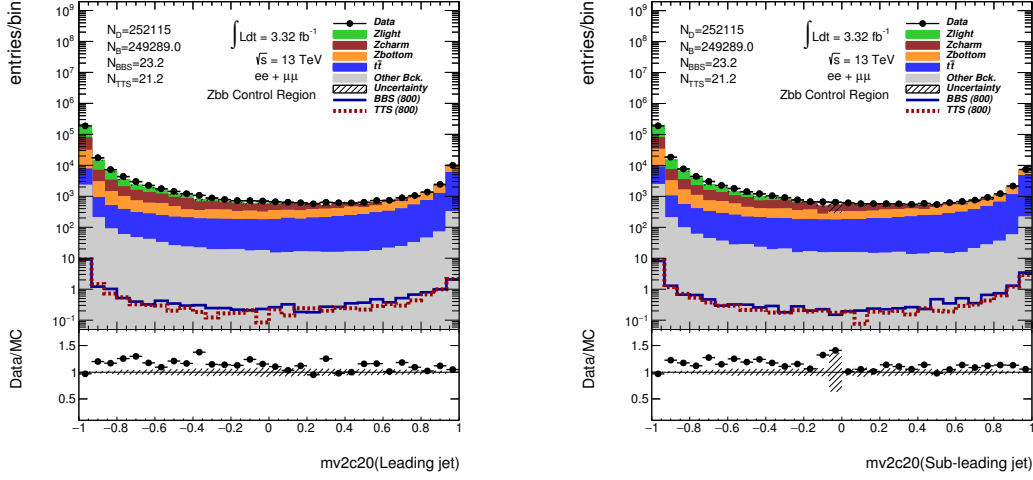 entries/bin
10⁹
10⁸
10⁷
10⁶
10⁵
10⁴
10³
10²
10
1
10⁻¹
N_D=252115
N_B=249289.0
N_BBS=23.2
N_TTS=21.2
∫ Ldt = 3.32 fb⁻¹
√s = 13 TeV
ee + μμ
Zbb Control Region
Data
Zlight
Zcharm
Zbottom
tt̄
Other Bck.
Uncertainty
BBS (800)
TTS (800)
Data/MC
1.5
1
0.5
−1 −0.8 −0.6 −0.4 −0.2 0 0.2 0.4 0.6 0.8 1
mv2c20(Leading jet)
entries/bin
10⁹
10⁸
10⁷
10⁶
10⁵
10⁴
10³
10²
10
1
10⁻¹
N_D=252115
N_B=249289.0
N_BBS=23.2
N_TTS=21.2
∫ Ldt = 3.32 fb⁻¹
√s = 13 TeV
ee + μμ
Zbb Control Region
Data
Zlight
Zcharm
Zbottom
tt̄
Other Bck.
Uncertainty
BBS (800)
TTS (800)
Data/MC
1.5
1
0.5
−1 −0.8 −0.6 −0.4 −0.2 0 0.2 0.4 0.6 0.8 1
mv2c20(Sub-leading jet)